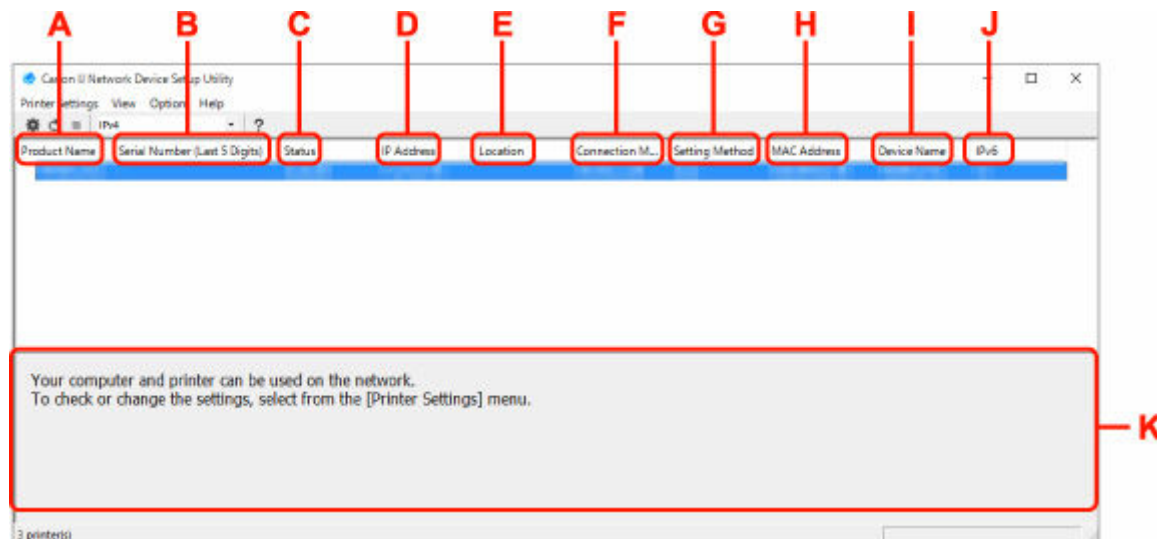 A B C D E F G H I J
Canon IJ Network Device Setup Utility
Printer Settings View Option Help
IPv4 ?
Product Name Serial Number (Last 5 Digits) Status IP Address Location Connection M... Setting Method MAC Address Device Name IPv6
Your computer and printer can be used on the network.
To check or change the settings, select from the [Printer Settings] menu.
K
3 printer(s)